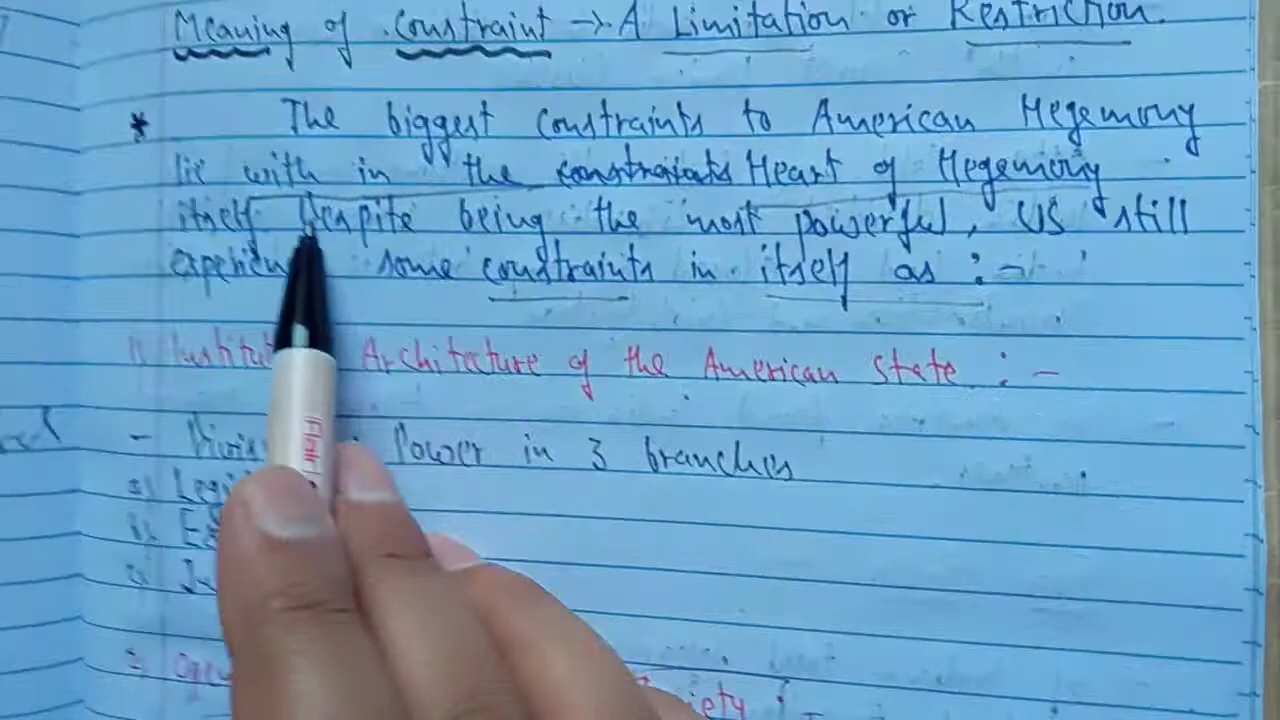 Meaning of Constraint → A Limitation or Restriction.
* The biggest constraints to American Hegemony
lie with in the constraints Heart of Hegemony
itself Despite being the most powerful, US still
experien some constraints in itself as :-
Architecture of the American State :-
- Power in 3 branches